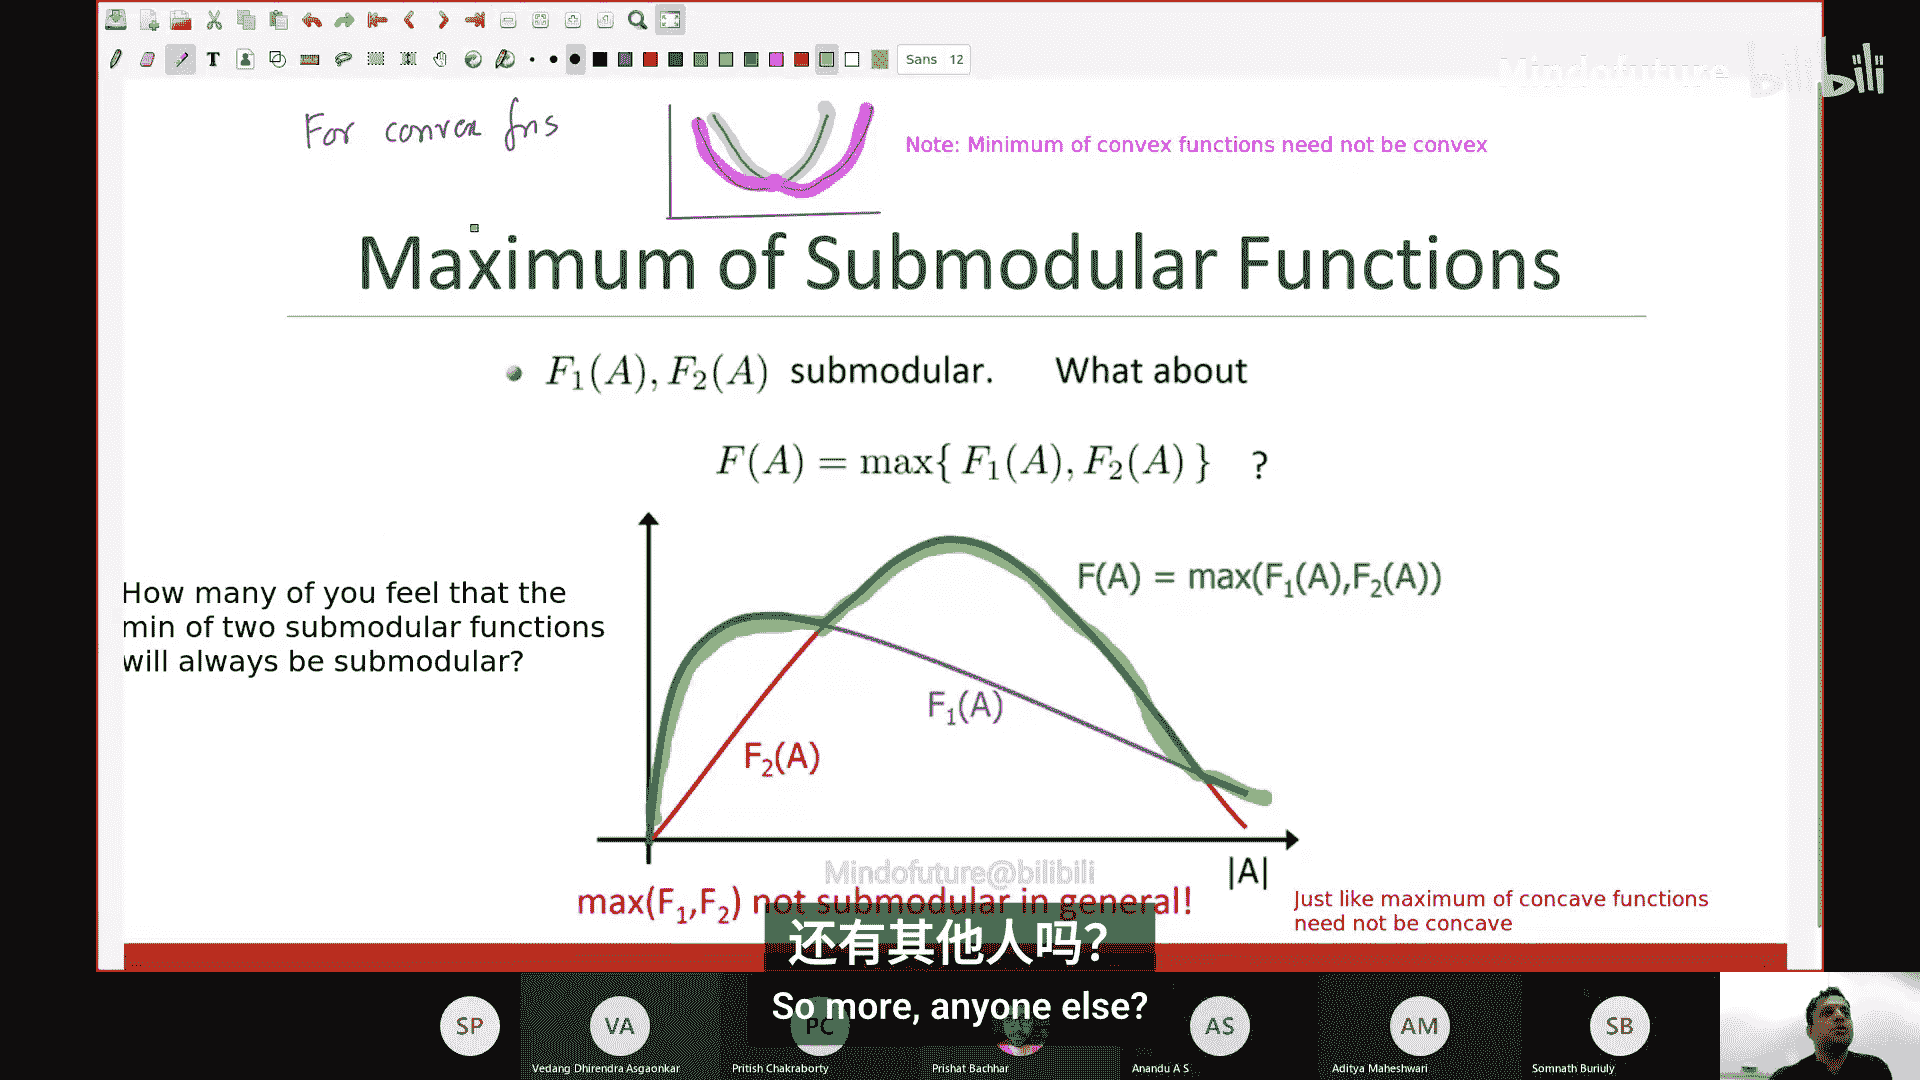 Sans 12
Mindofuture bilibili
For convex fns
Note: Minimum of convex functions need not be convex
Maximum of Submodular Functions
F₁(A), F₂(A) submodular. What about
F(A) = max{ F₁(A), F₂(A) } ?
How many of you feel that the
min of two submodular functions
will always be submodular?
F(A) = max(F₁(A),F₂(A))
F₁(A)
F₂(A)
|A|
Mindofuture@bilibili
max(F₁,F₂) not submodular in general!
Just like maximum of concave functions
need not be concave
还有其他人吗？
So more, anyone else?
SP VA PC AS AM SB
Vedang Dhirendra Asgaonkar Pritish Chakraborty Prishat Bachhar Anandu A S Aditya Maheshwari Somnath Buriuly